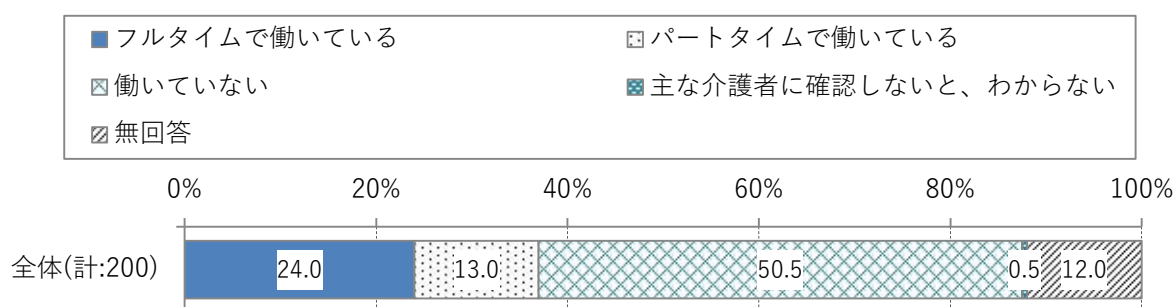 フルタイムで働いている
パートタイムで働いている
働いていない
主な介護者に確認しないと、わからない
無回答
0% 20% 40% 60% 80% 100%
全体(計:200) 24.0 13.0 50.5 0.5 12.0